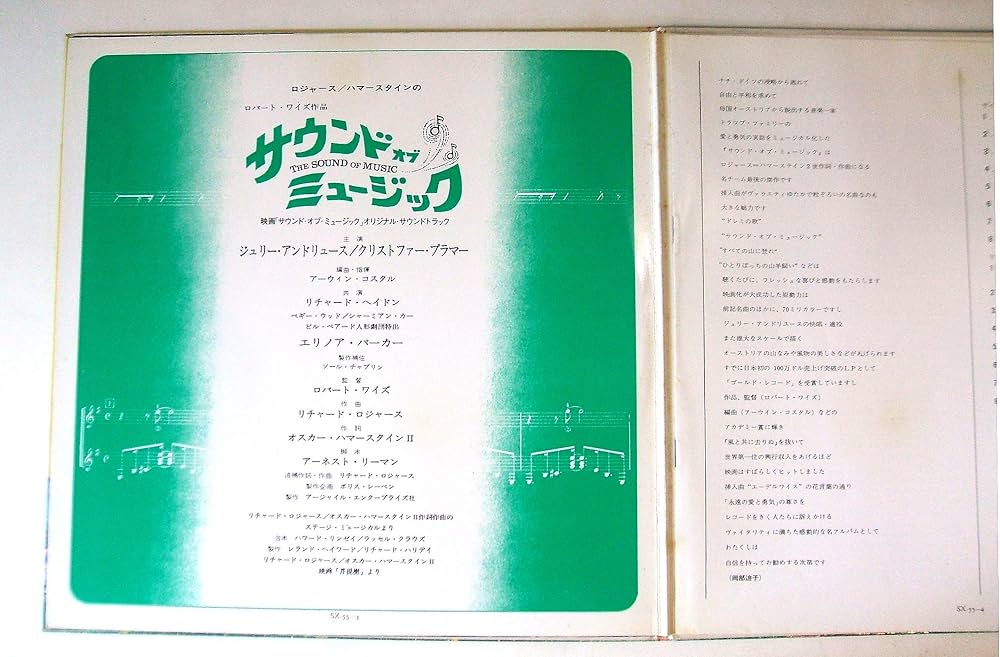 ロジャース／ハマースタインの
ロバート・ワイズ作品
サウンド オブ
THE SOUND OF MUSIC
ミュージック
映画「サウンド・オブ・ミュージック」オリジナル・サウンドトラック
主演
ジュリー・アンドリュース／クリストファー・プラマー
編曲・指揮
アーウィン・コスタル
共演
リチャード・ヘイドン
ペギー・ウッド／シャーミアン・カー
ビル・ベアード人形劇団特出
エリノア・パーカー
製作補佐
ソール・チャプリン
監督
ロバート・ワイズ
作曲
リチャード・ロジャース
作詞
オスカー・ハマースタインII
脚本
アーネスト・リーマン
追補作詞・作曲 リチャード・ロジャース
製作企画 ボリス・レーベン
製作 アージャイル・エンタープライズ社
リチャード・ロジャース／オスカー・ハマースタインII作詞作曲の
ステージ・ミュージカルより
台本 ハワード・リンゼイ／ラッセル・クラウズ
製作 レランド・ヘイワード／リチャード・ハリデイ
リチャード・ロジャース／オスカー・ハマースタインII
映画「菩提樹」より
SX-55-1
ナチ・ドイツの侵略から逃れて
自由と平和を求めて
母国オーストリアから脱出する音楽一家
トラップ・ファミリーの
愛と勇気の実話をミュージカル化した
『サウンド・オブ・ミュージック』は
ロジャース＝ハマースタイン2世作詞・作曲になる
名チーム最後の傑作です
挿入曲がヴァラエティゆたかで粒ぞろいの名曲なのも
大きな魅力です
"ドレミの歌"
"サウンド・オブ・ミュージック"
"すべての山に登れ"
"ひとりぼっちの山羊飼い"などは
聴くたびに、フレッシュな喜びと感動をもたらします
映画化が大成功した原動力は
前記名曲のほかに、70ミリカラーですし
ジュリー・アンドリュースの快唱・適役
また雄大なスケールで描く
オーストリアの山なみや風物の美しさなどがあげられます
すでに日本初の 100万ドル売上げ突破のLPとして
「ゴールド・レコード」を受賞していますし
作品、監督（ロバート・ワイズ）
編曲（アーウィン・コスタル）などの
アカデミー賞に輝き
「風と共に去りぬ」を抜いて
世界第一位の興行収入をあげるほど
映画はすばらしくヒットしました
挿入曲"エーデルワイス"の花言葉の通り
「永遠の愛と勇気」の尊さを
レコードをきく人たちに訴えかける
ヴァイタリティに満ちた感動的な名アルバムとして
わたくしは
自信を持ってお勧めする次第です
（岡部迪子）
SX-55-4